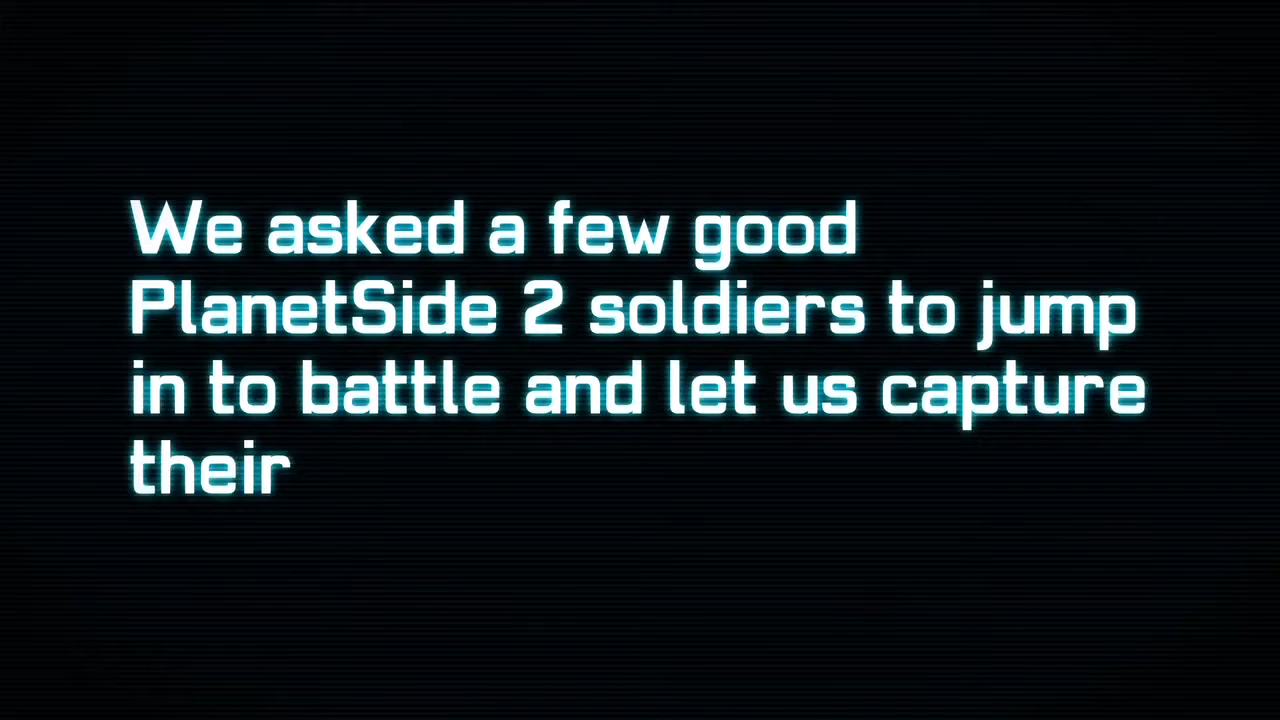 We asked a few good
PlanetSide 2 soldiers to jump
in to battle and let us capture
their